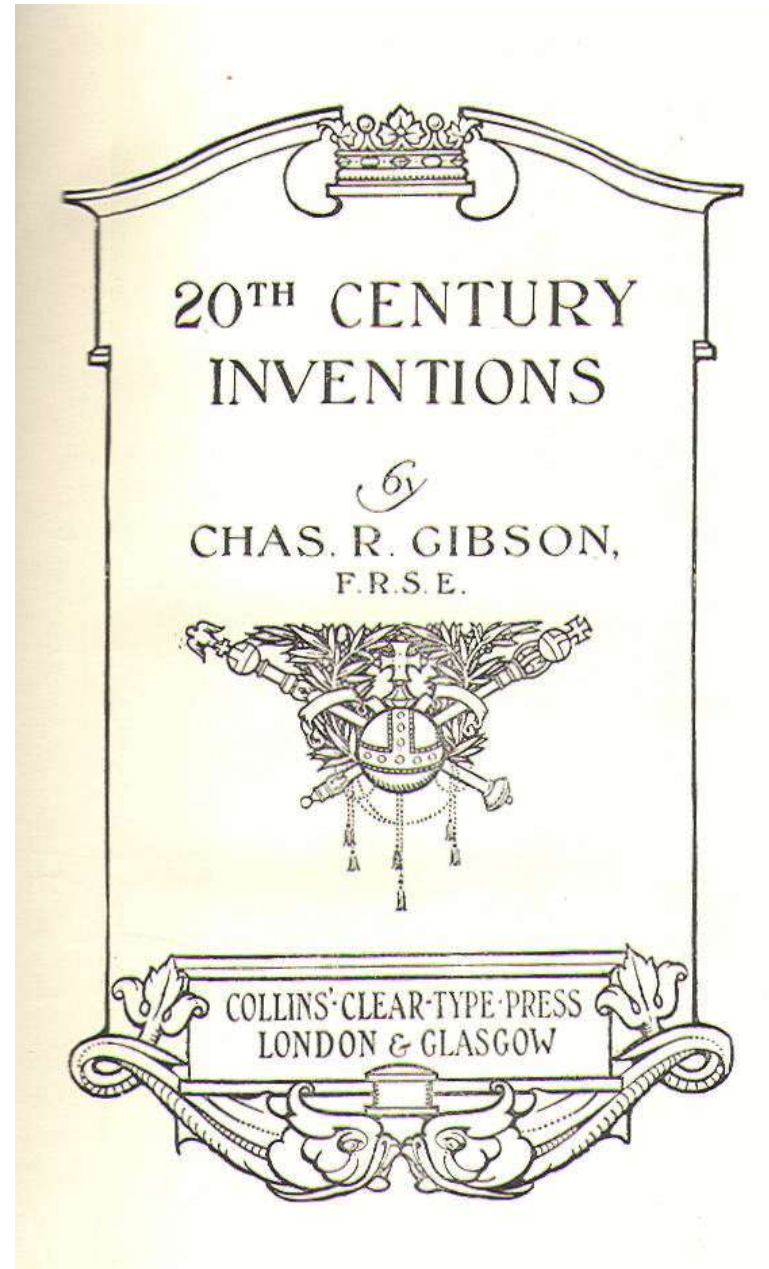 20TH CENTURY
INVENTIONS
by
CHAS. R. GIBSON,
F.R.S.E.
COLLINS'·CLEAR-TYPE·PRESS
LONDON & GLASGOW